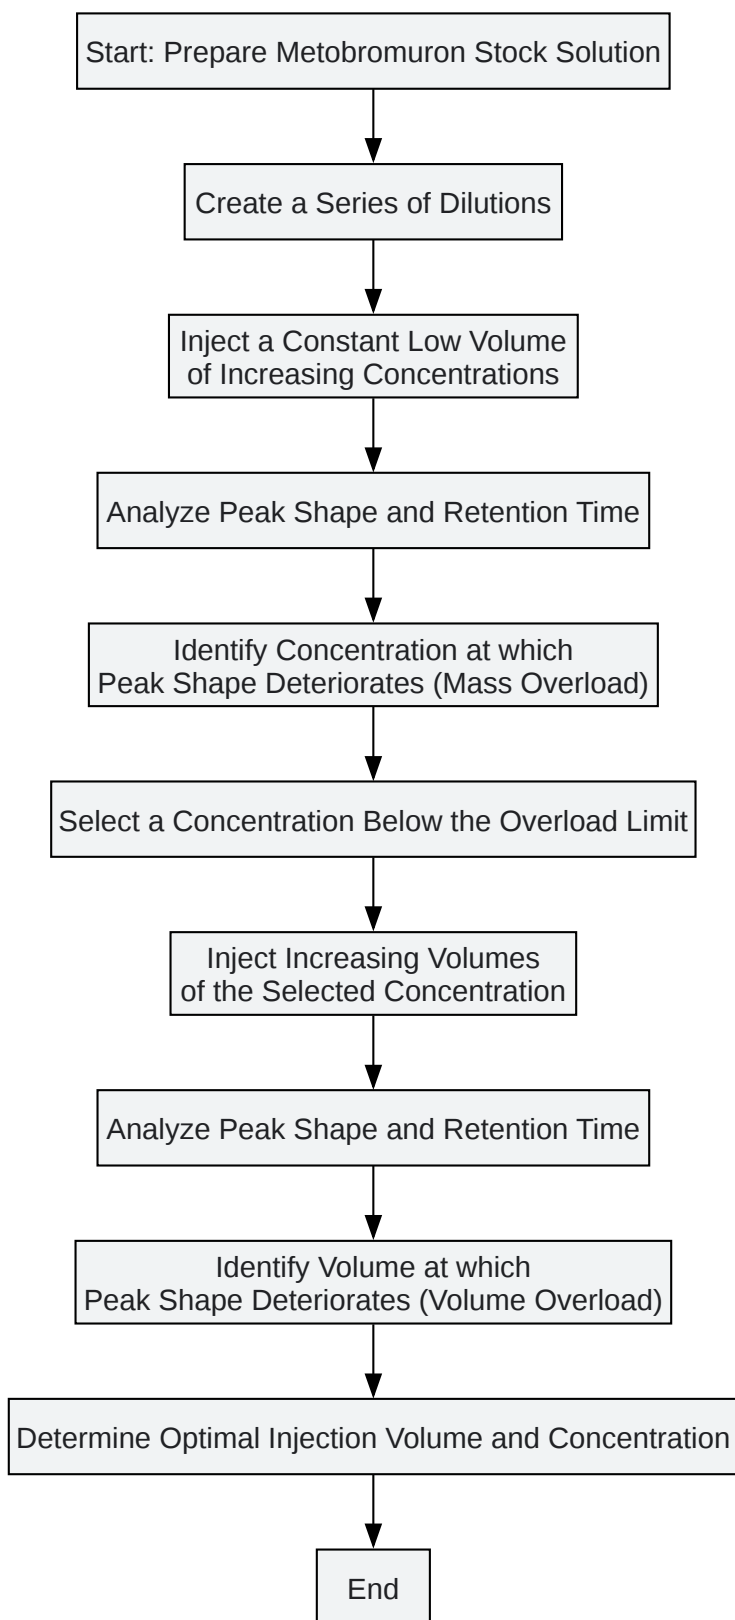 Start: Prepare Metobromuron Stock Solution
Create a Series of Dilutions
Inject a Constant Low Volume
of Increasing Concentrations
Analyze Peak Shape and Retention Time
Identify Concentration at which
Peak Shape Deteriorates (Mass Overload)
Select a Concentration Below the Overload Limit
Inject Increasing Volumes
of the Selected Concentration
Analyze Peak Shape and Retention Time
Identify Volume at which
Peak Shape Deteriorates (Volume Overload)
Determine Optimal Injection Volume and Concentration
End